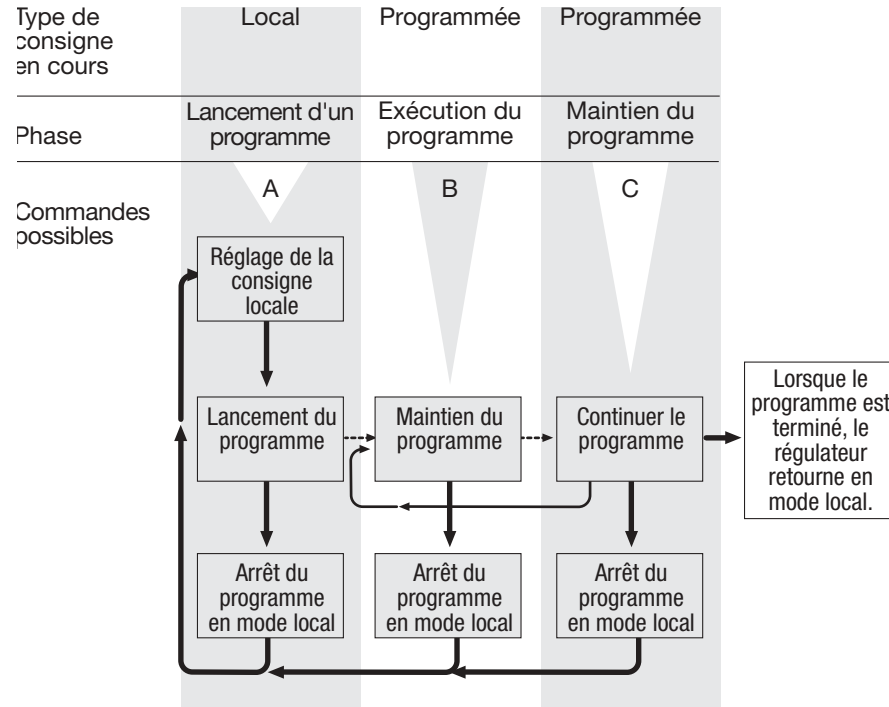 Type de
consigne
en cours
Local
Programmée
Programmée
Phase
Lancement d'un
programme
Exécution du
programme
Maintien du
programme
Commandes
possibles
A
B
C
Réglage de la
consigne
locale
Lancement du
programme
Maintien du
programme
Continuer le
programme
Lorsque le
programme est
terminé, le
régulateur
retourne en
mode local.
Arrêt du
programme
en mode local
Arrêt du
programme
en mode local
Arrêt du
programme
en mode local